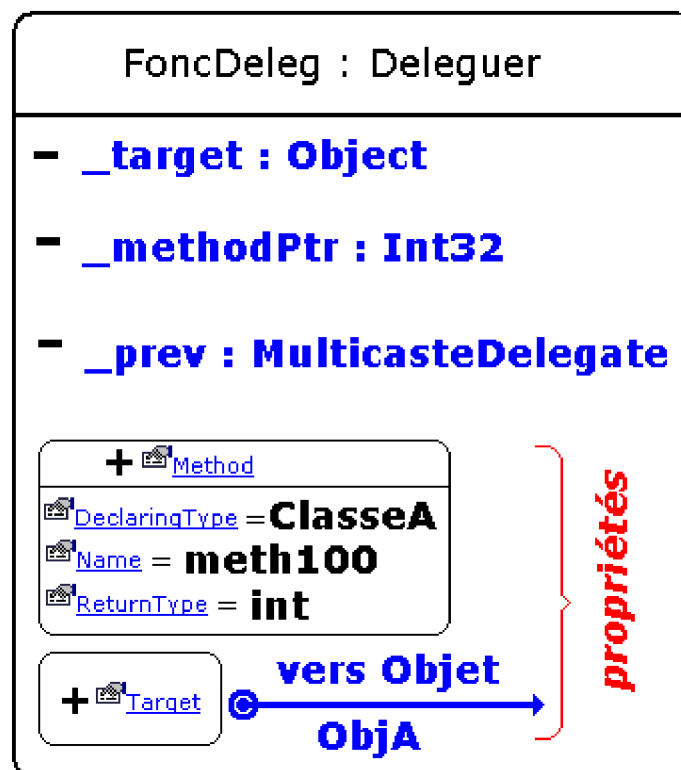 FoncDeleg : Deleguer
- _target : Object
- _methodPtr : Int32
- _prev : MulticasteDelegate
+ Method
DeclaringType = ClasseA
Name = meth100
ReturnType = int
propriétés
+ Target
vers Objet
ObjA